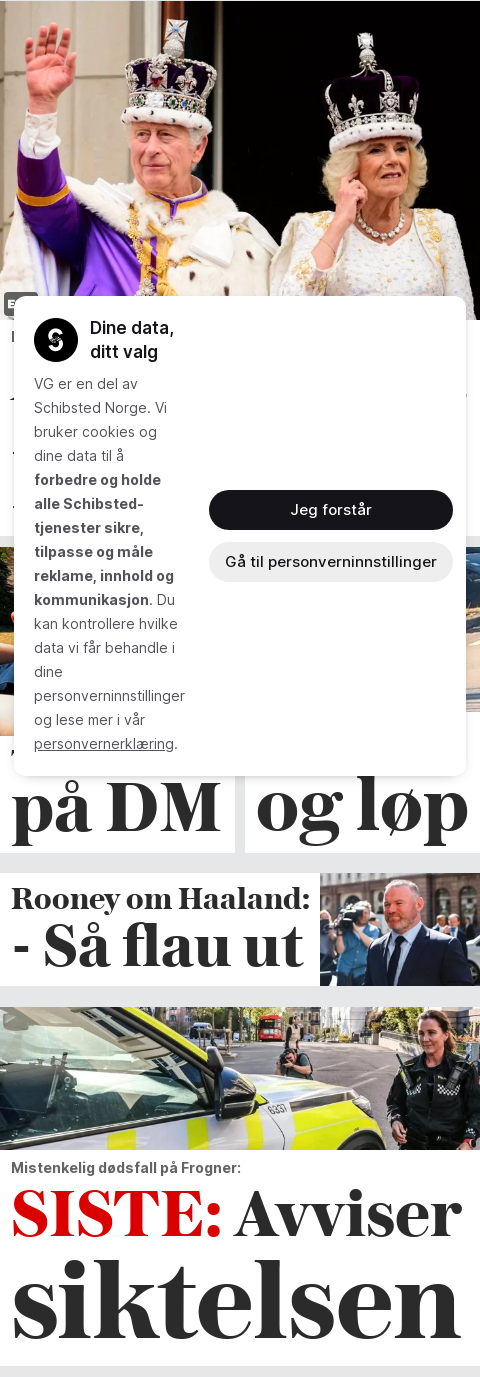 Dine data,
ditt valg
VG er en del av
Schibsted Norge. Vi
bruker cookies og
dine data til å
forbedre og holde
alle Schibsted-
tjenester sikre,
tilpasse og måle
reklame, innhold og
kommunikasjon. Du
kan kontrollere hvilke
data vi får behandle i
dine
personverninnstillinger
og lese mer i vår
personvernerklæring.
Jeg forstår
Gå til personverninnstillinger
på DM
og løp
Rooney om Haaland:
- Så flau ut
Mistenkelig dødsfall på Frogner:
SISTE: Avviser
siktelsen